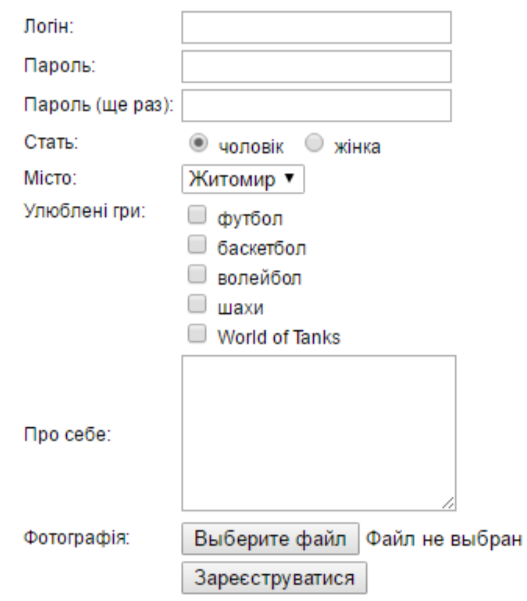 Логін:
Пароль:
Пароль (ще раз):
Стать: чоловік жінка
Місто: Житомир
Улюблені гри: футбол
баскетбол
волейбол
шахи
World of Tanks
Про себе:
Фотографія: Выберите файл Файл не выбран
Зареєструватися